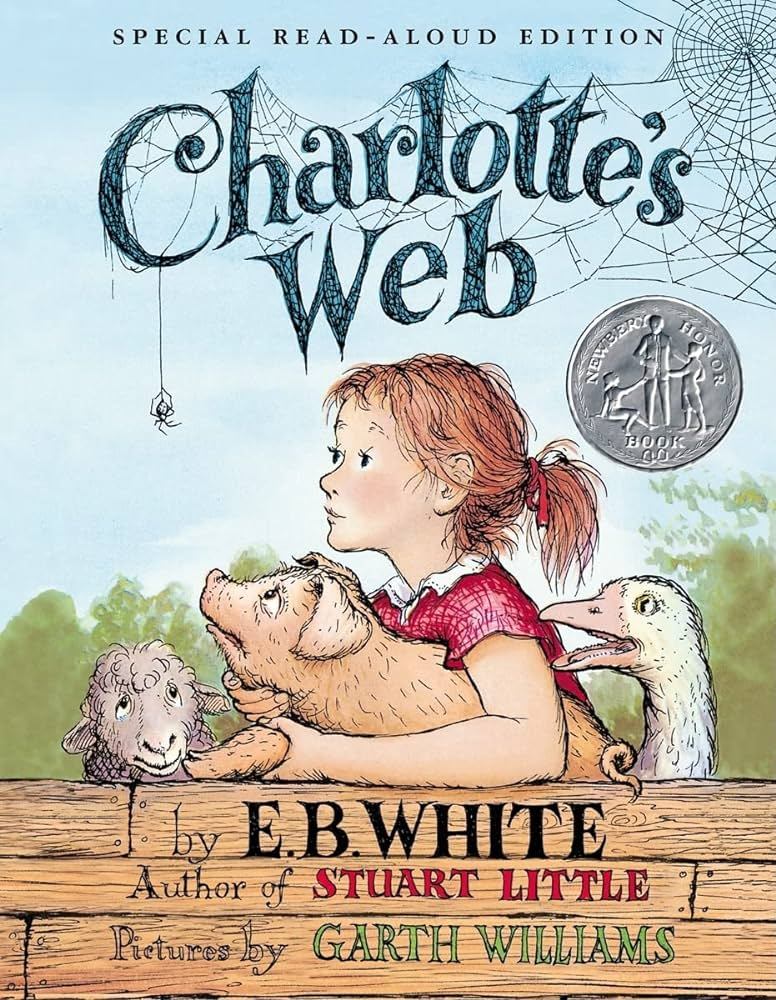 SPECIAL READ-ALOUD EDITION
Charlotte's
Web
NEWBERY HONOR
BOOK
by E.B.WHITE
Author of STUART LITTLE
Pictures by GARTH WILLIAMS